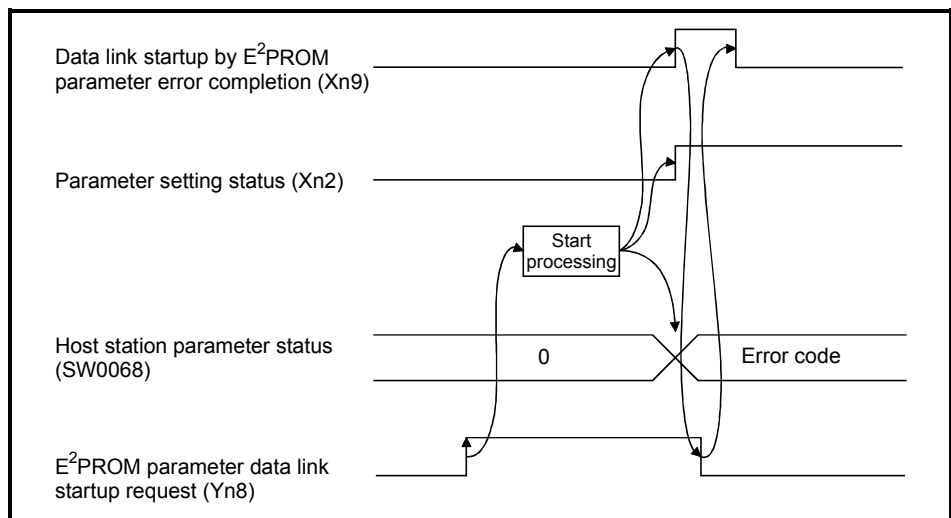 Data link startup by E²PROM
parameter error completion (Xn9)
Parameter setting status (Xn2)
Start
processing
Host station parameter status
(SW0068)
0
Error code
E²PROM parameter data link
startup request (Yn8)